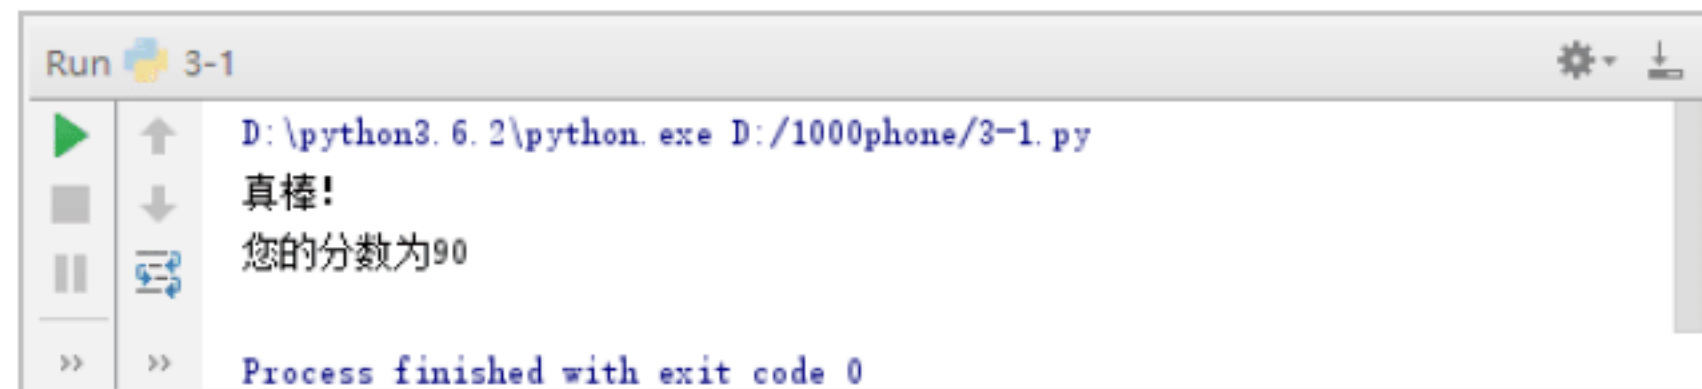 Run 3-1
D:\python3.6.2\python.exe D:/1000phone/3-1.py
真棒!
您的分数为90
Process finished with exit code 0